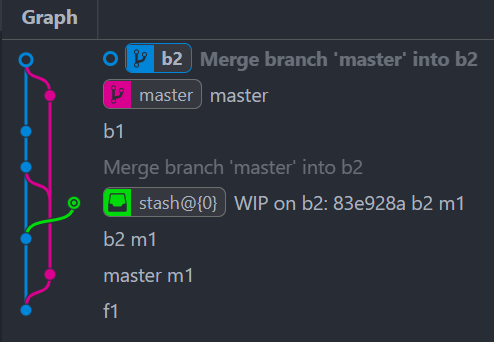 Graph
b2 Merge branch 'master' into b2
master master
b1
Merge branch 'master' into b2
stash@{0} WIP on b2: 83e928a b2 m1
b2 m1
master m1
f1